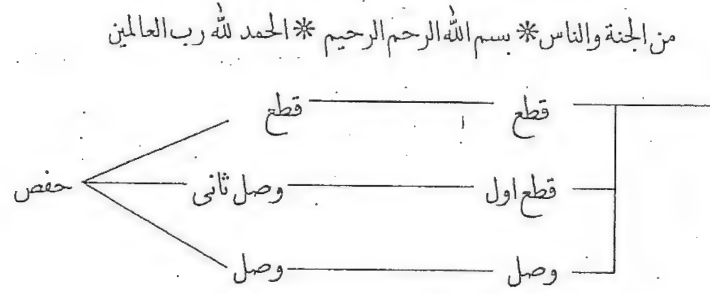 من الجنة والناس * بسم الله الرحمن الرحيم * الحمد لله رب العالمين
قطع قطع
قطع اول وصل ثانى حفص
وصل وصل